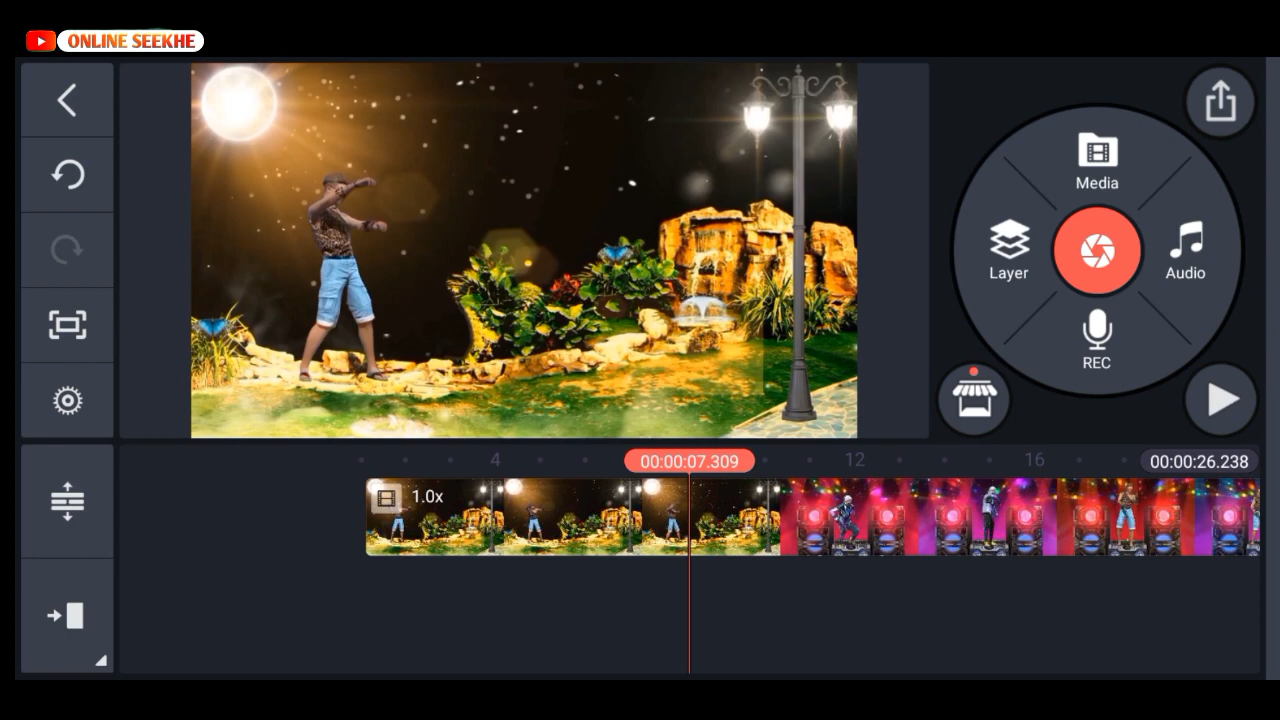 ONLINE SEEKHE
Media
Layer
Audio
REC
4
00:00:07.309
12
16
00:00:26.238
1.0x